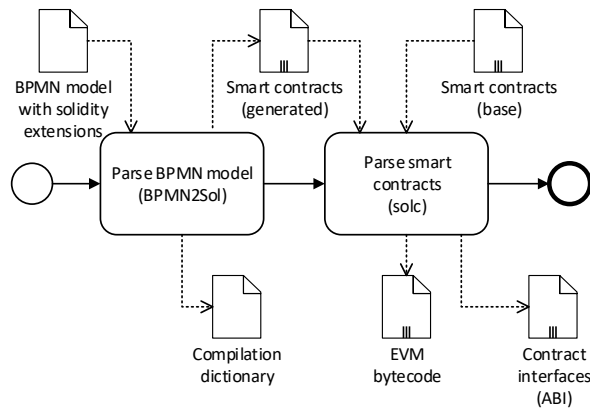 BPMN model
with solidity
extensions
Smart contracts
(generated)
Smart contracts
(base)
Parse BPMN model
(BPMN2Sol)
Parse smart
contracts
(solc)
Compilation
dictionary
EVM
bytecode
Contract
interfaces
(ABI)